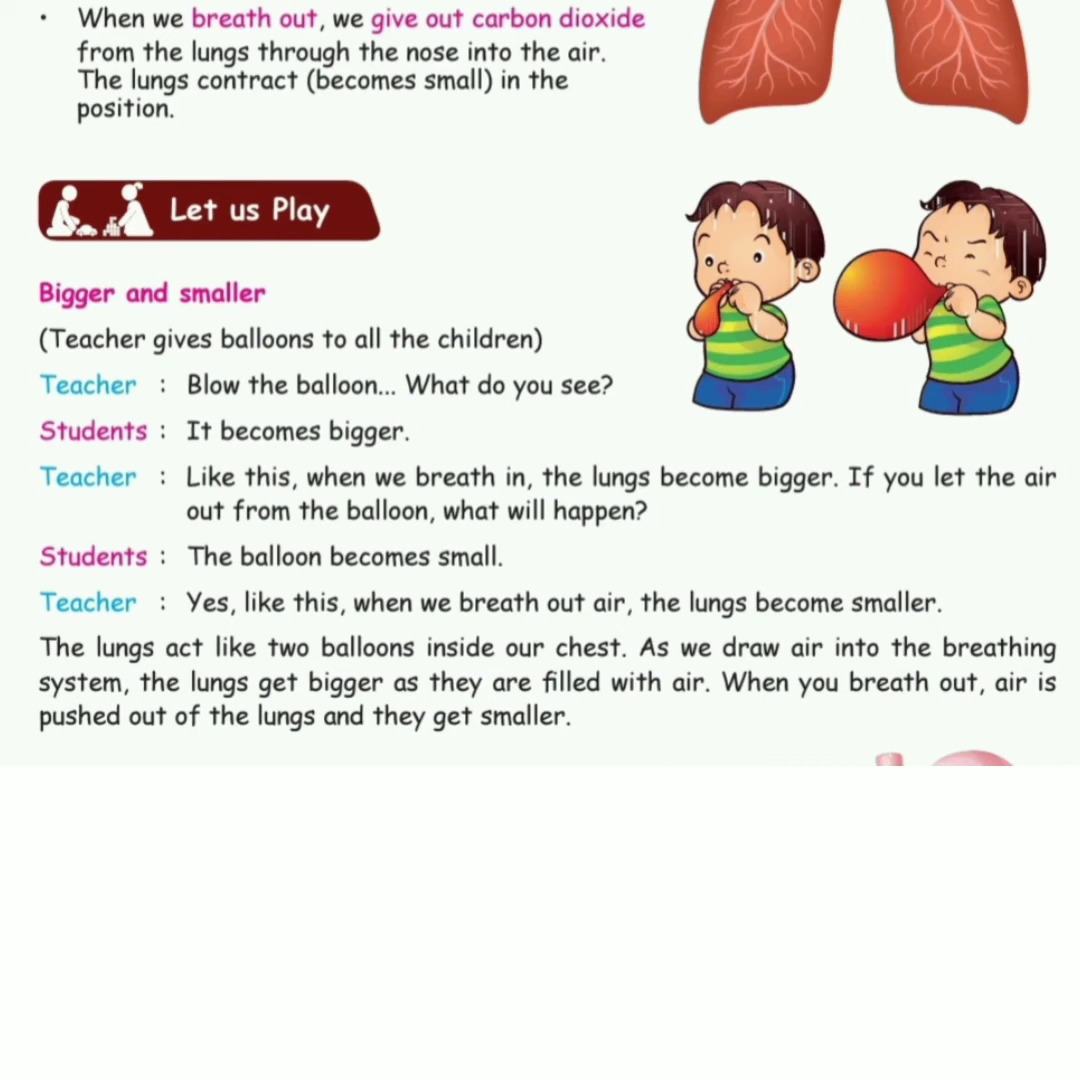 • When we breath out, we give out carbon dioxide
from the lungs through the nose into the air.
The lungs contract (becomes small) in the
position.
Let us Play
Bigger and smaller
(Teacher gives balloons to all the children)
Teacher : Blow the balloon... What do you see?
Students : It becomes bigger.
Teacher : Like this, when we breath in, the lungs become bigger. If you let the air
out from the balloon, what will happen?
Students : The balloon becomes small.
Teacher : Yes, like this, when we breath out air, the lungs become smaller.
The lungs act like two balloons inside our chest. As we draw air into the breathing
system, the lungs get bigger as they are filled with air. When you breath out, air is
pushed out of the lungs and they get smaller.